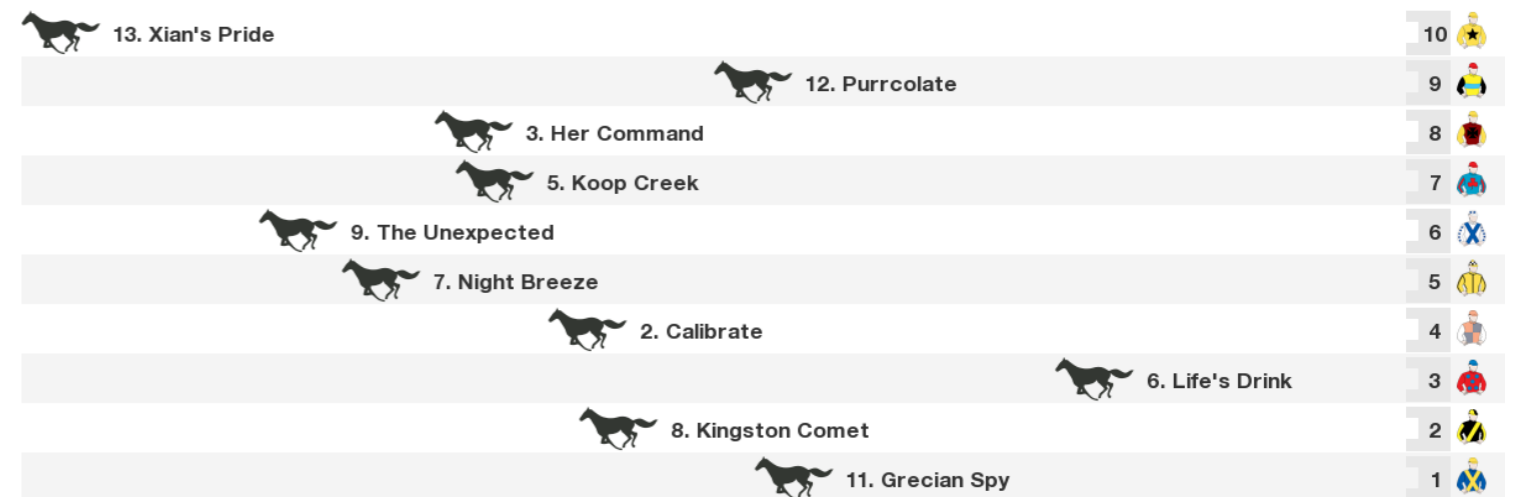 13. Xian's Pride 10
12. Purrcolate 9
3. Her Command 8
5. Koop Creek 7
9. The Unexpected 6
7. Night Breeze 5
2. Calibrate 4
6. Life's Drink 3
8. Kingston Comet 2
11. Grecian Spy 1